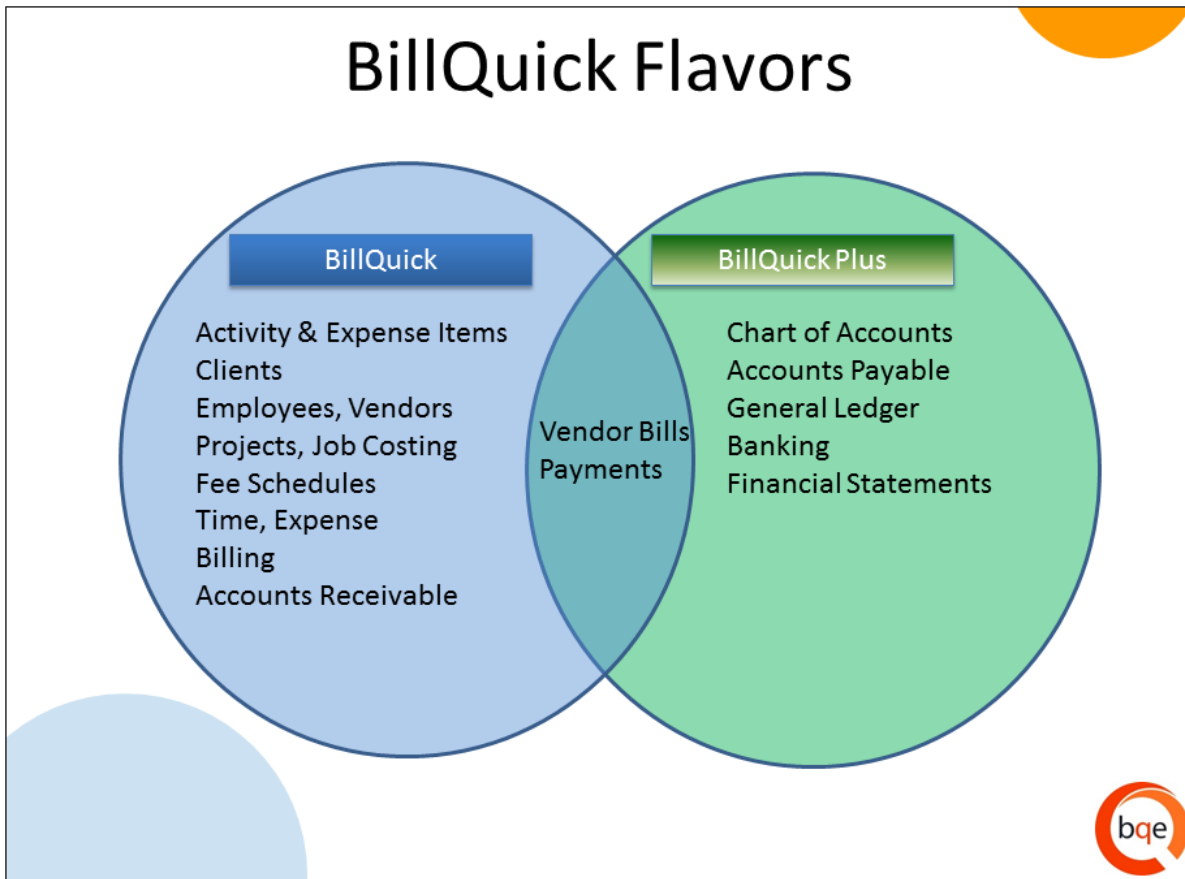 BillQuick Flavors
BillQuick
Activity & Expense Items
Clients
Employees, Vendors
Projects, Job Costing
Fee Schedules
Time, Expense
Billing
Accounts Receivable
Vendor Bills
Payments
BillQuick Plus
Chart of Accounts
Accounts Payable
General Ledger
Banking
Financial Statements
bqe